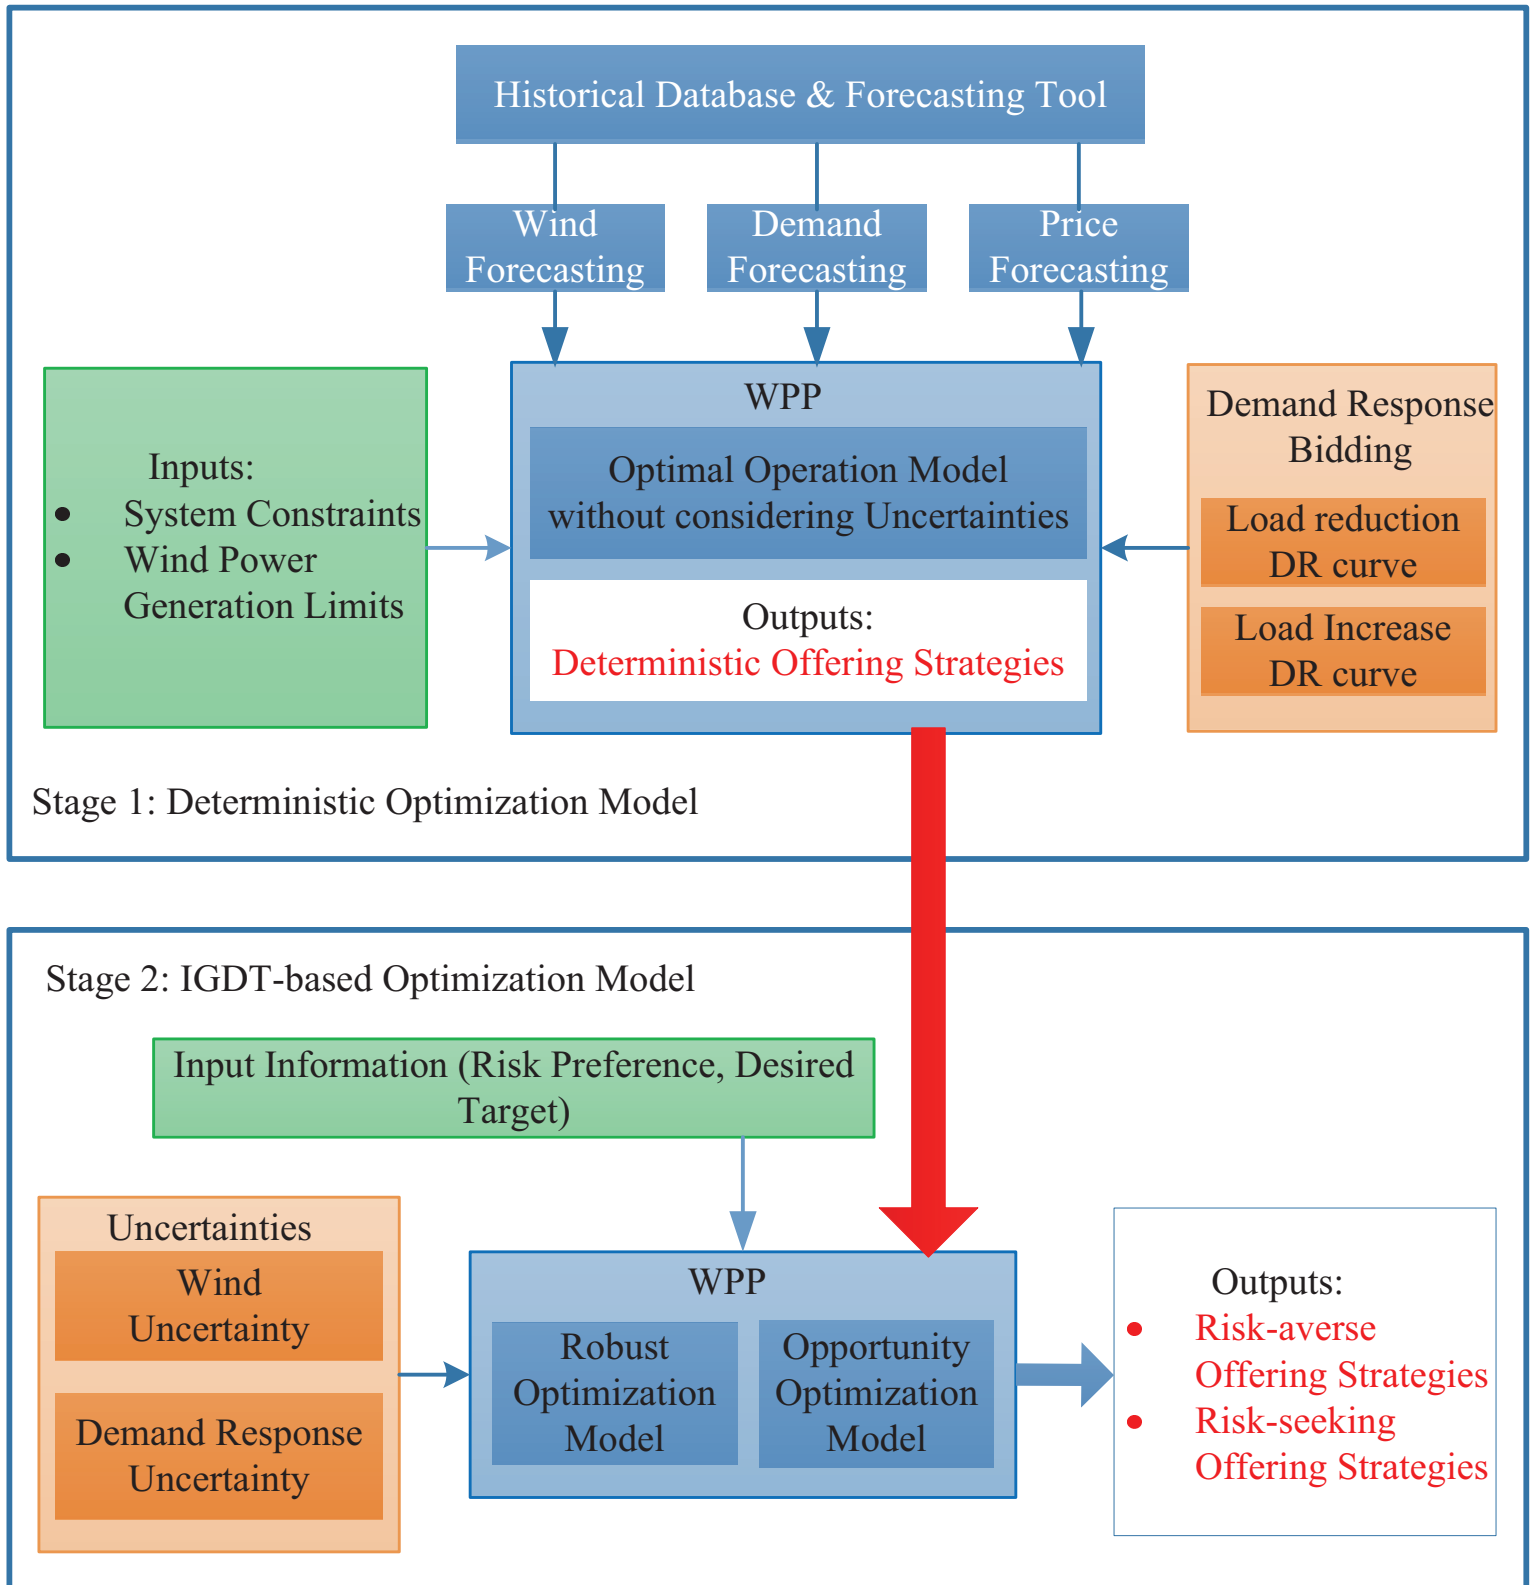 Historical Database & Forecasting Tool
Wind
Forecasting
Demand
Forecasting
Price
Forecasting
Inputs:
• System Constraints
• Wind Power
Generation Limits
WPP
Optimal Operation Model
without considering Uncertainties
Outputs:
Deterministic Offering Strategies
Demand Response
Bidding
Load reduction
DR curve
Load Increase
DR curve
Stage 1: Deterministic Optimization Model
Stage 2: IGDT-based Optimization Model
Input Information (Risk Preference, Desired
Target)
Uncertainties
Wind
Uncertainty
Demand Response
Uncertainty
WPP
Robust
Optimization
Model
Opportunity
Optimization
Model
Outputs:
• Risk-averse
Offering Strategies
• Risk-seeking
Offering Strategies